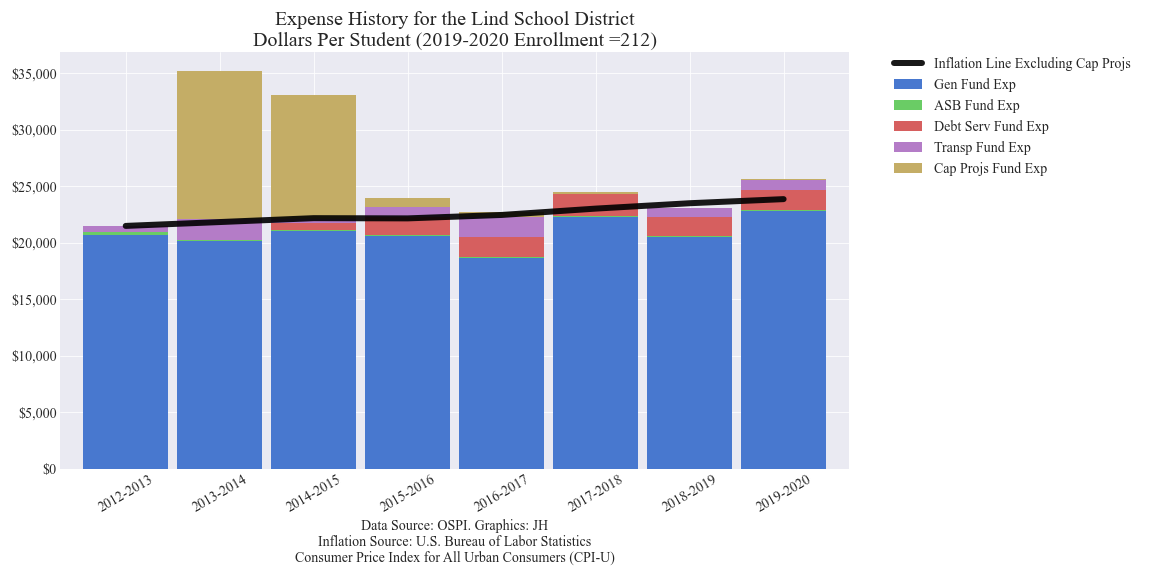 Expense History for the Lind School District
Dollars Per Student (2019-2020 Enrollment =212)
$35,000
$30,000
$25,000
$20,000
$15,000
$10,000
$5,000
$0
2012-2013
2013-2014
2014-2015
2015-2016
2016-2017
2017-2018
2018-2019
2019-2020
Inflation Line Excluding Cap Projs
Gen Fund Exp
ASB Fund Exp
Debt Serv Fund Exp
Transp Fund Exp
Cap Projs Fund Exp
Data Source: OSPI. Graphics: JH
Inflation Source: U.S. Bureau of Labor Statistics
Consumer Price Index for All Urban Consumers (CPI-U)